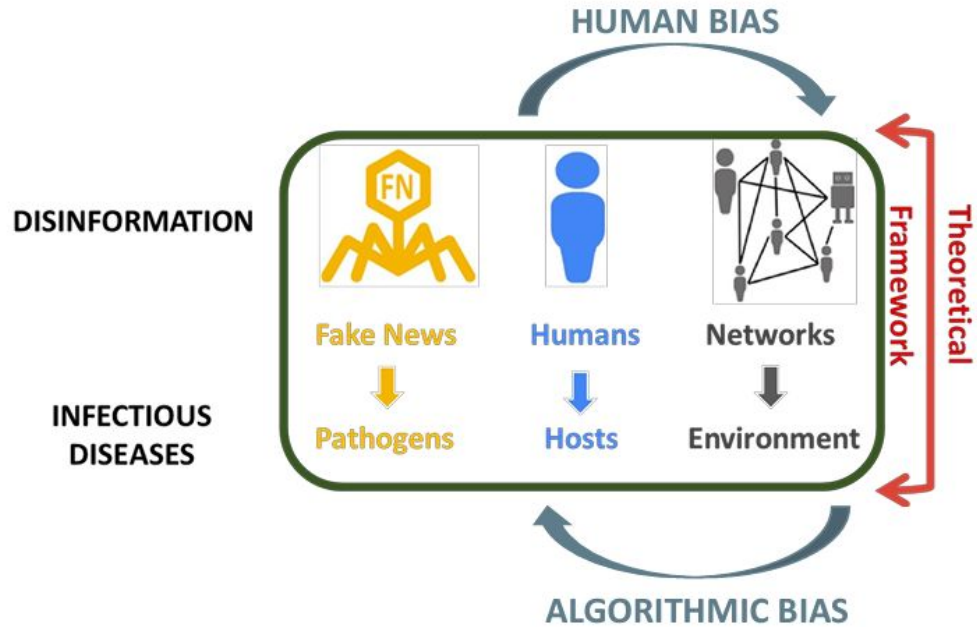 HUMAN BIAS
DISINFORMATION
FN
Fake News
Humans
Networks
Theoretical
Framework
INFECTIOUS
DISEASES
Pathogens
Hosts
Environment
ALGORITHMIC BIAS